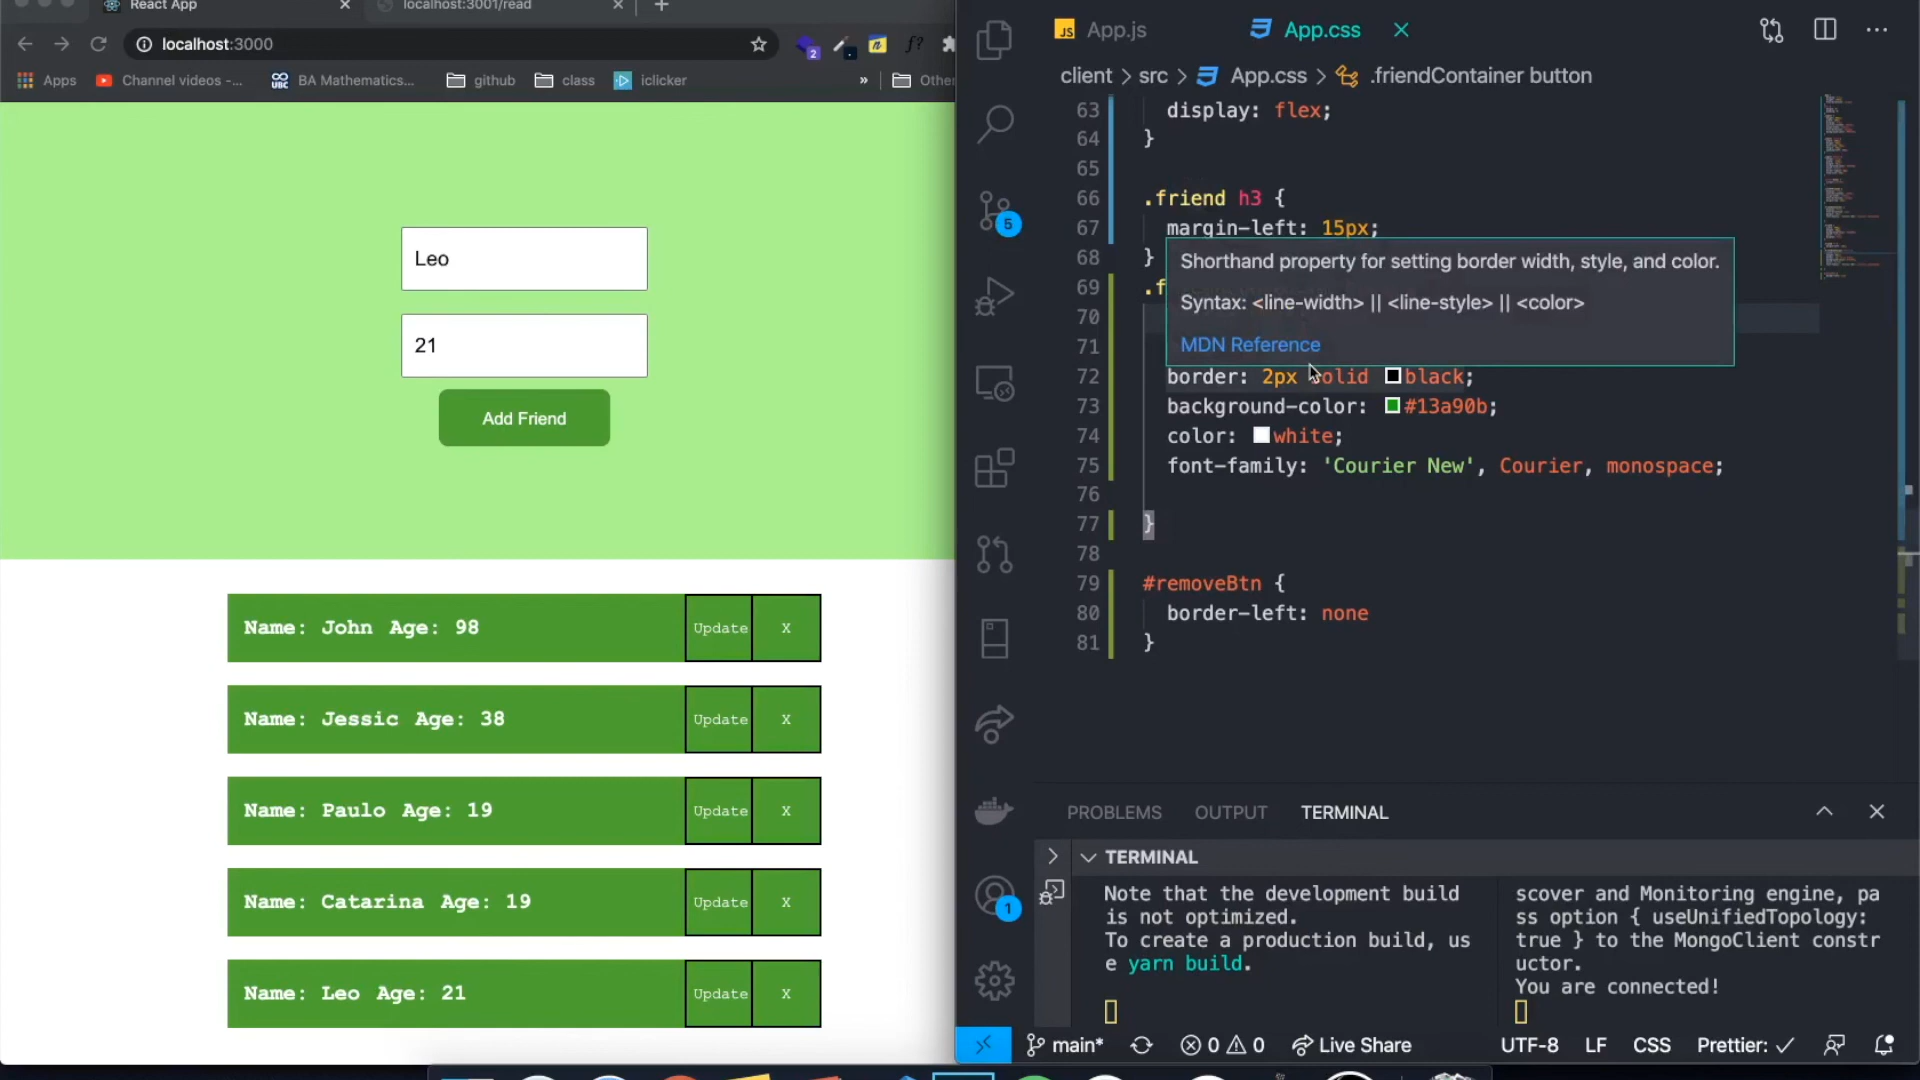 React App
localhost:3001/read
localhost:3000
2
f?
Apps
Channel videos -...
UBC
BA Mathematics...
github
class
iclicker
»
Leo
21
Add Friend
Name: John Age: 98
Update
X
Name: Jessic Age: 38
Update
X
Name: Paulo Age: 19
Update
X
Name: Catarina Age: 19
Update
X
Name: Leo Age: 21
Update
X
5
1
JS App.js
App.css
client > src > App.css > .friendContainer button
63 display: flex;
64 }
65
66 .friend h3 {
67 margin-left: 15px;
68 }
69 .f
Shorthand property for setting border width, style, and color.
Syntax: <line-width> || <line-style> || <color>
MDN Reference
70
71
72 border: 2px solid black;
73 background-color: #13a90b;
74 color: white;
75 font-family: 'Courier New', Courier, monospace;
76
77 }
78
79 #removeBtn {
80 border-left: none
81 }
PROBLEMS OUTPUT TERMINAL
TERMINAL
Note that the development build
is not optimized.
To create a production build, us
e yarn build.
scover and Monitoring engine, pa
ss option { useUnifiedTopology:
true } to the MongoClient constr
uctor.
You are connected!
main* 0 0 Live Share UTF-8 LF CSS Prettier: ✓